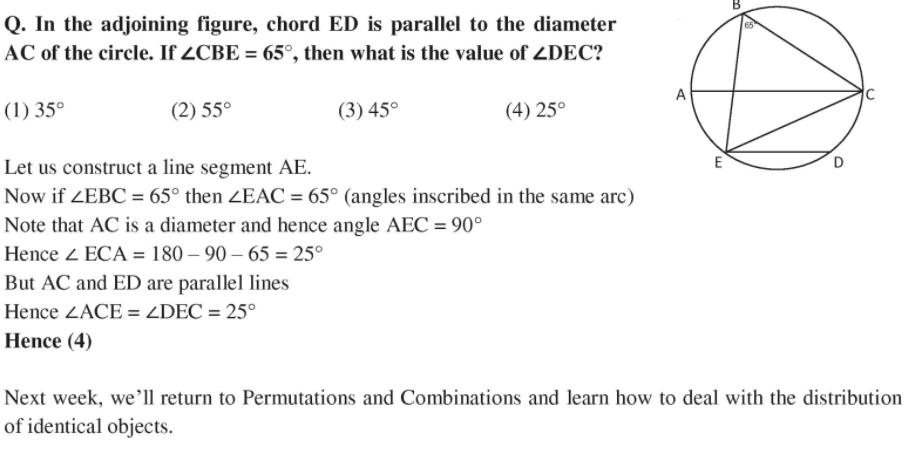 Q. In the adjoining figure, chord ED is parallel to the diameter
AC of the circle. If ∠CBE = 65°, then what is the value of ∠DEC?
(1) 35° (2) 55° (3) 45° (4) 25°
B
65°
A
C
E
D
Let us construct a line segment AE.
Now if ∠EBC = 65° then ∠EAC = 65° (angles inscribed in the same arc)
Note that AC is a diameter and hence angle AEC = 90°
Hence ∠ ECA = 180 – 90 – 65 = 25°
But AC and ED are parallel lines
Hence ∠ACE = ∠DEC = 25°
Hence (4)
Next week, we’ll return to Permutations and Combinations and learn how to deal with the distribution
of identical objects.